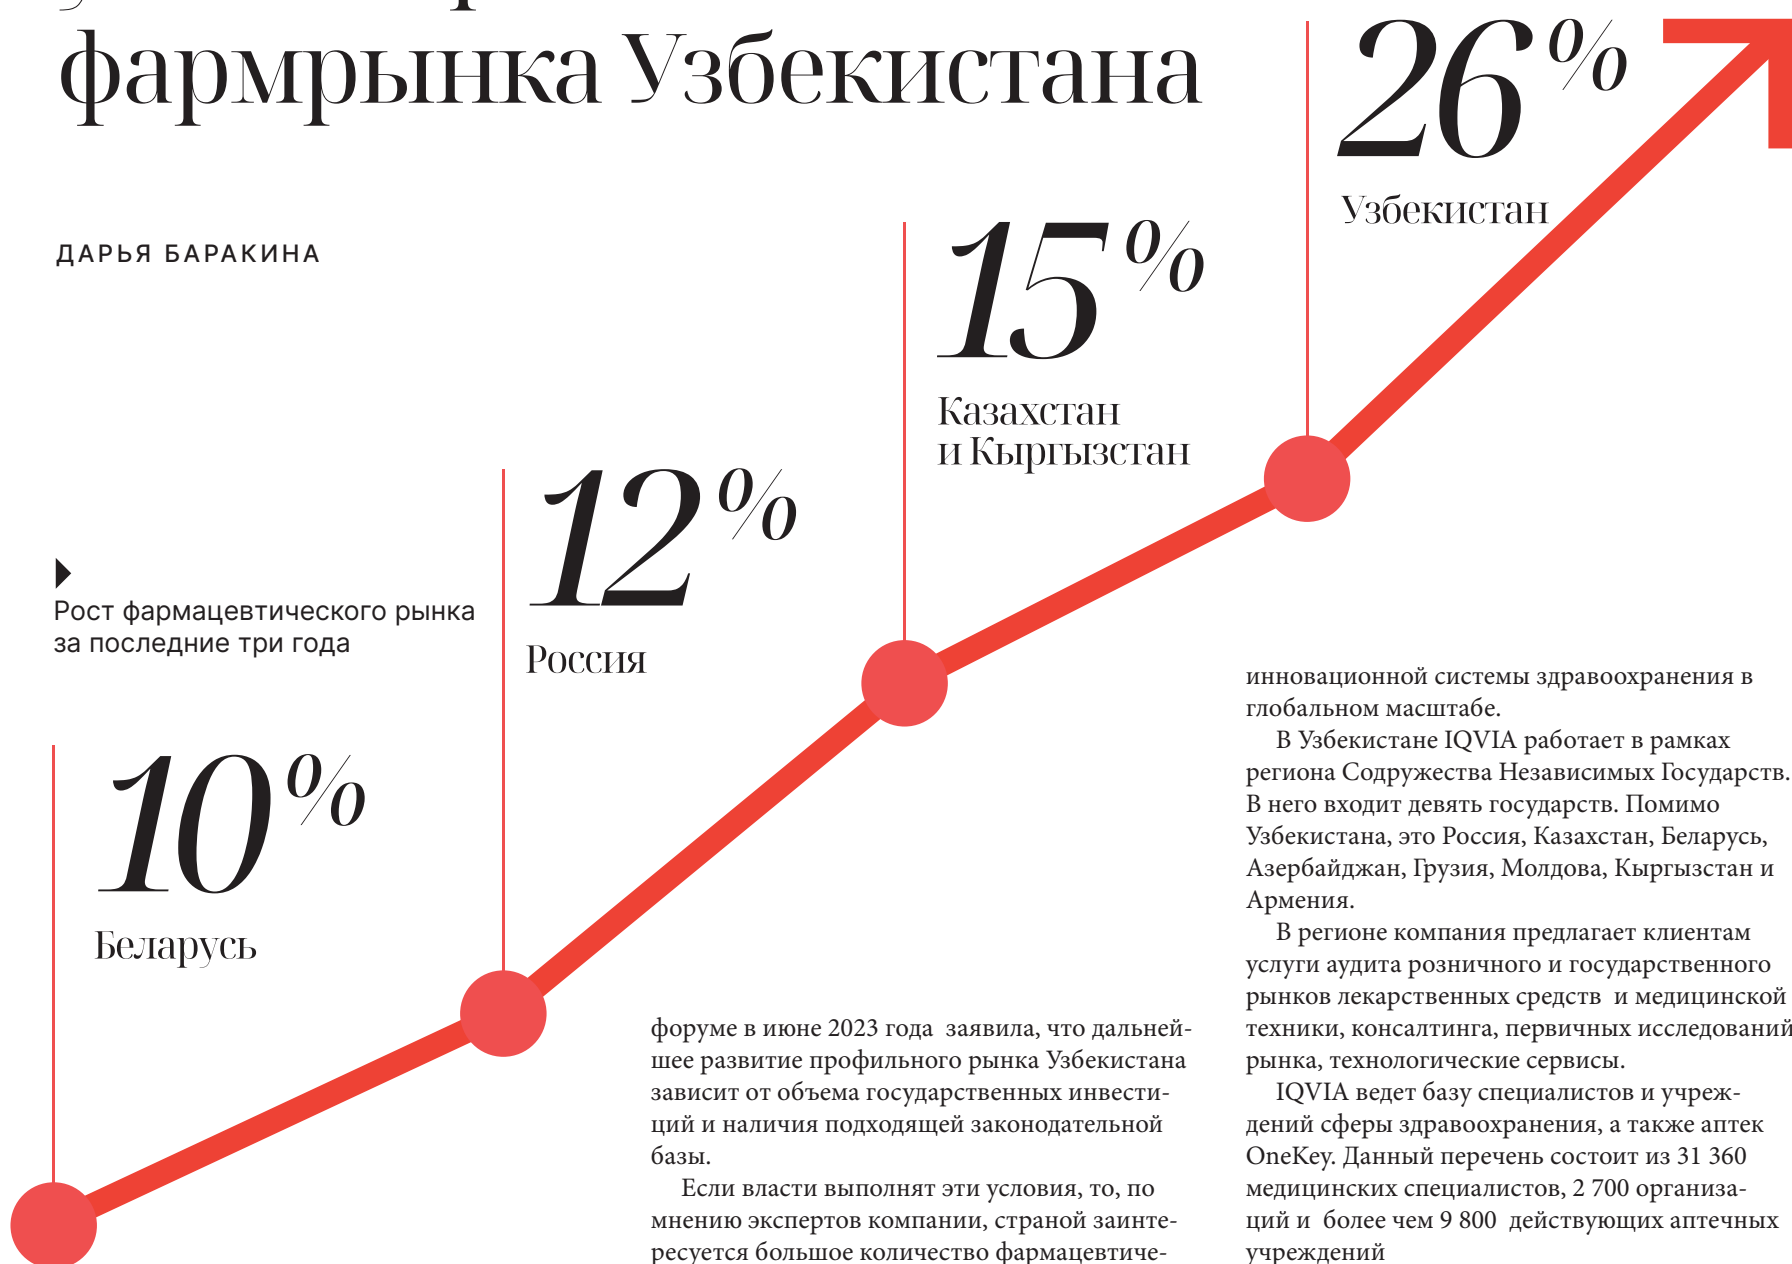 фармрынка Узбекистана
ДАРЬЯ БАРАКИНА
Рост фармацевтического рынка
за последние три года
10%
Беларусь
12%
Россия
15%
Казахстан
и Кыргызстан
26%
Узбекистан
форуме в июне 2023 года заявила, что дальней-
шее развитие профильного рынка Узбекистана
зависит от объема государственных инвести-
ций и наличия подходящей законодательной
базы.
Если власти выполнят эти условия, то, по
мнению экспертов компании, страной заинте-
ресуется большое количество фармацевтиче-
инновационной системы здравоохранения в
глобальном масштабе.
В Узбекистане IQVIA работает в рамках
региона Содружества Независимых Государств.
В него входит девять государств. Помимо
Узбекистана, это Россия, Казахстан, Беларусь,
Азербайджан, Грузия, Молдова, Кыргызстан и
Армения.
В регионе компания предлагает клиентам
услуги аудита розничного и государственного
рынков лекарственных средств и медицинской
техники, консалтинга, первичных исследований
рынка, технологические сервисы.
IQVIA ведет базу специалистов и учреж-
дений сферы здравоохранения, а также аптек
OneKey. Данный перечень состоит из 31 360
медицинских специалистов, 2 700 организа-
ций и более чем 9 800 действующих аптечных
учреждений